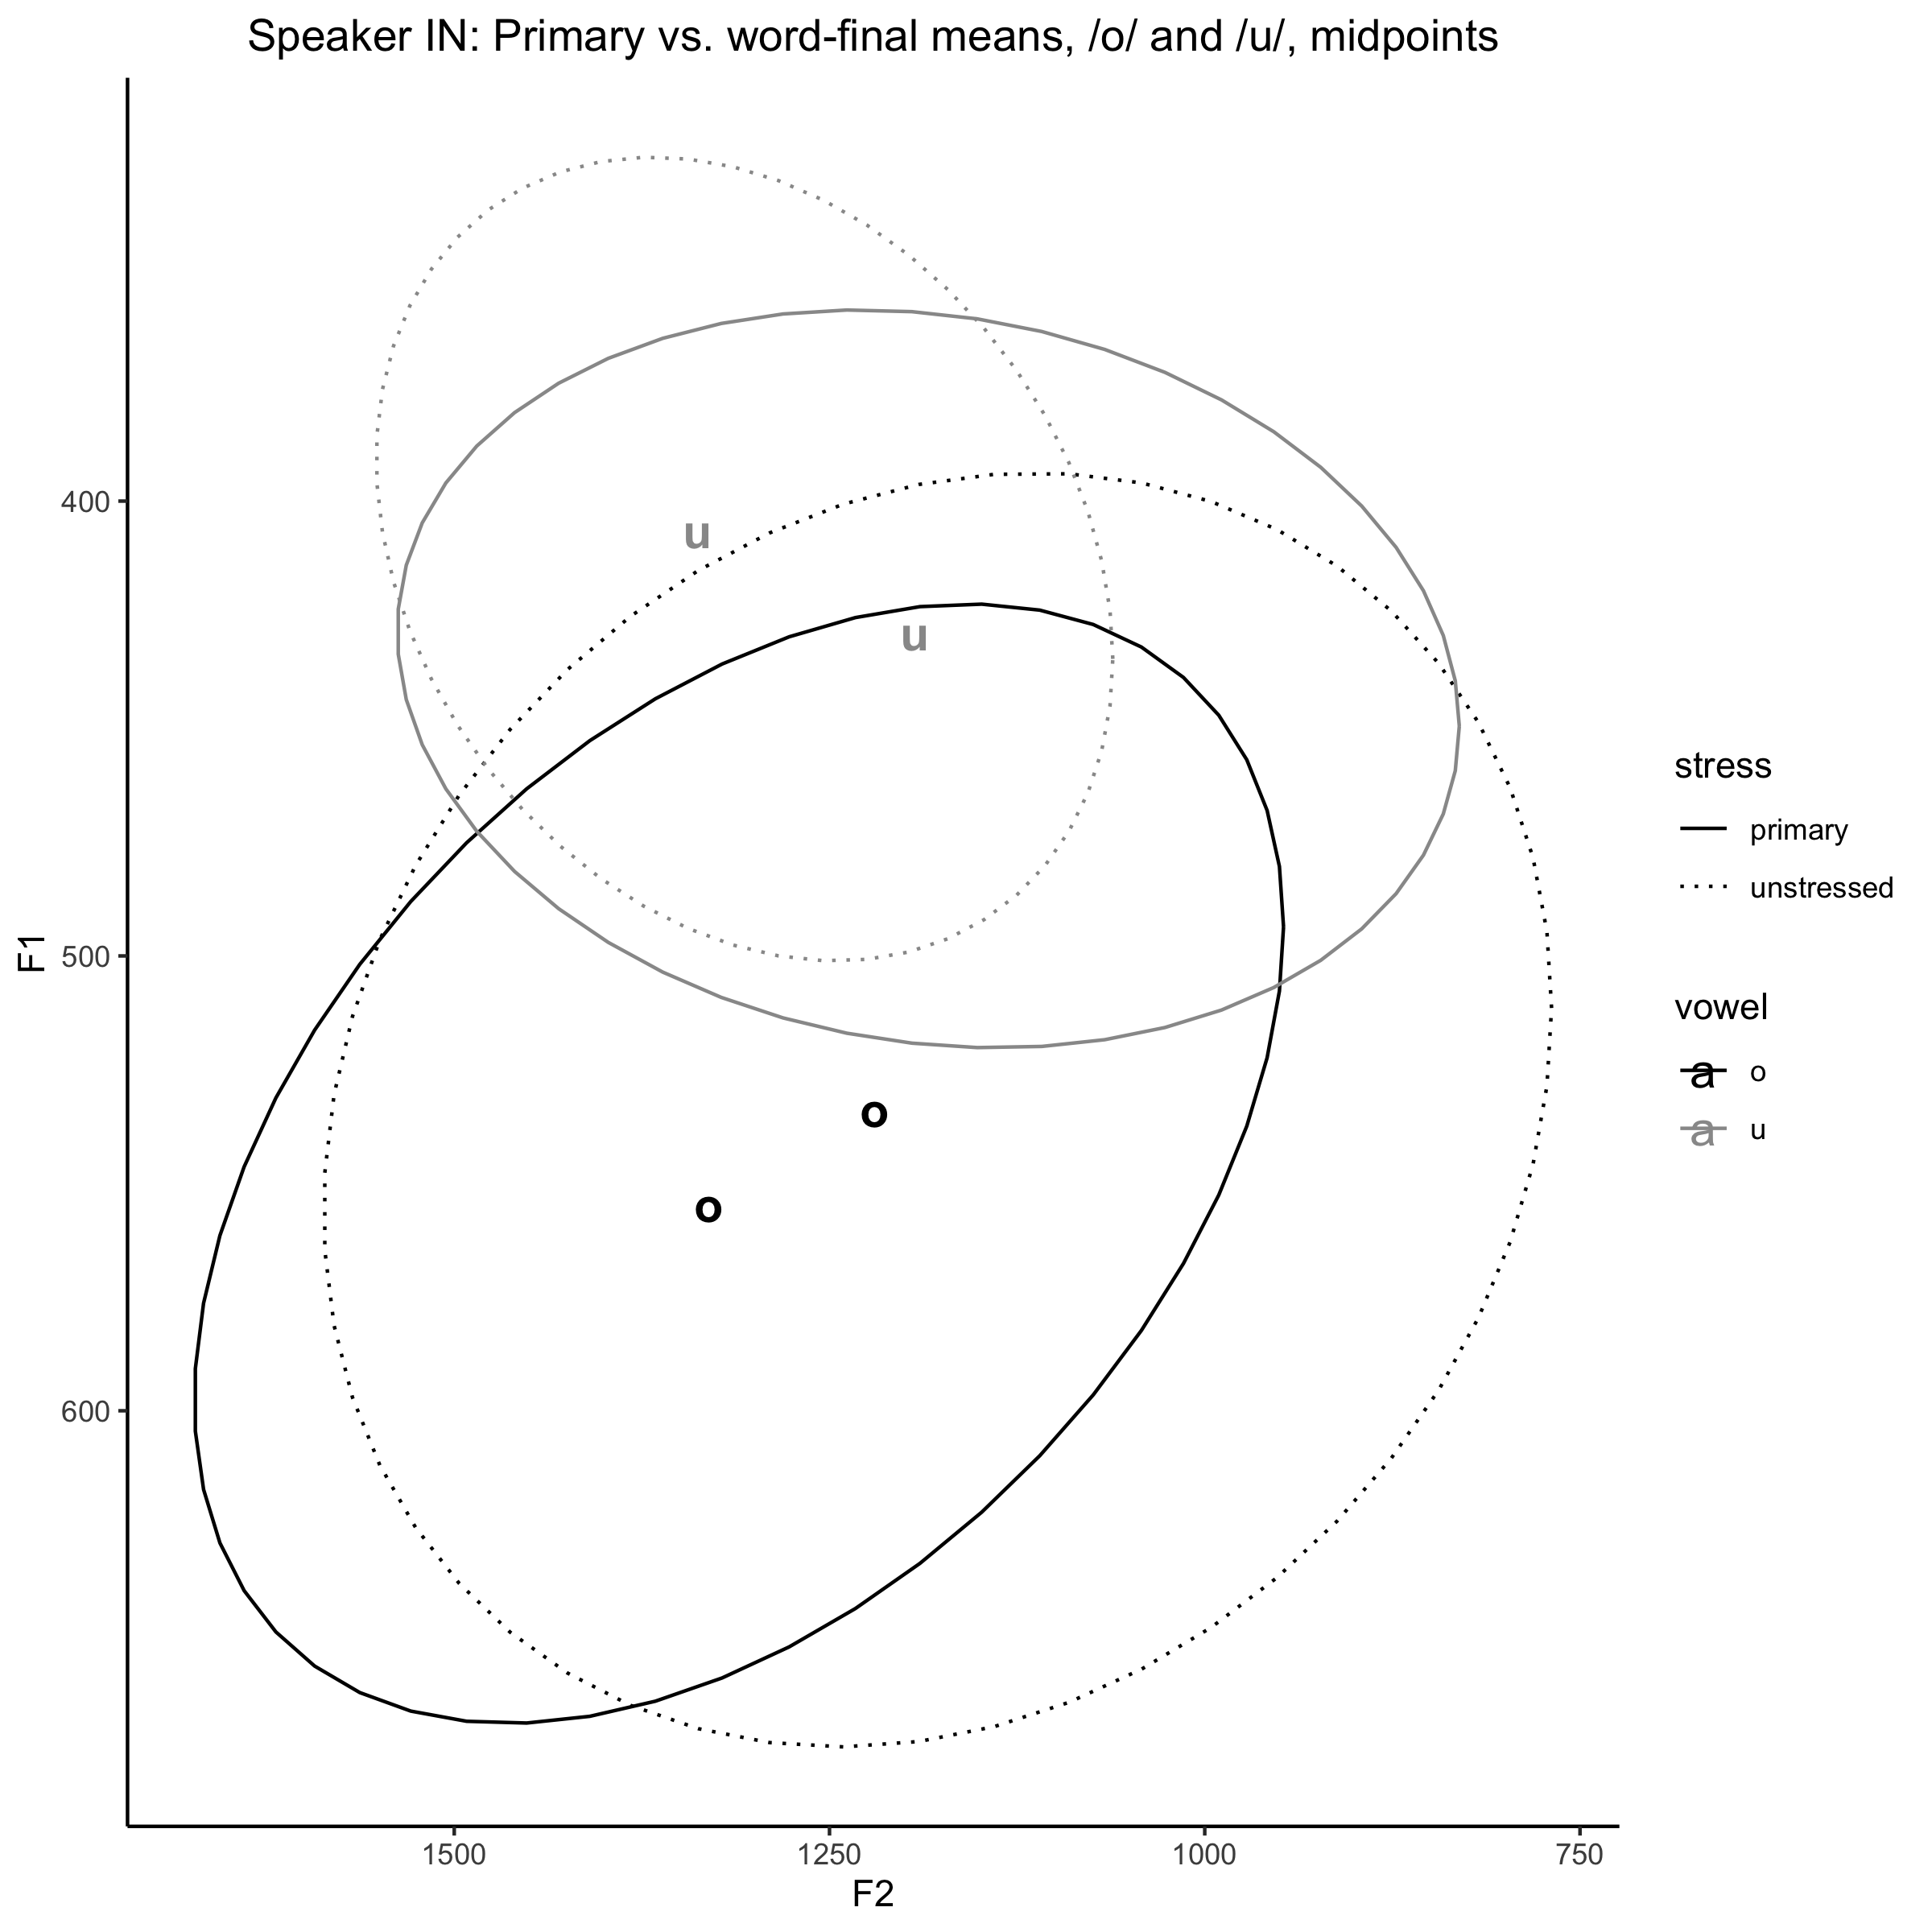 Speaker IN: Primary vs. word-final means, /o/ and /u/, midpoints
u
400
u
stress
primary
unstressed
F1
500
vowel
a o
a u
o
o
600
1500 1250 1000 750
F2